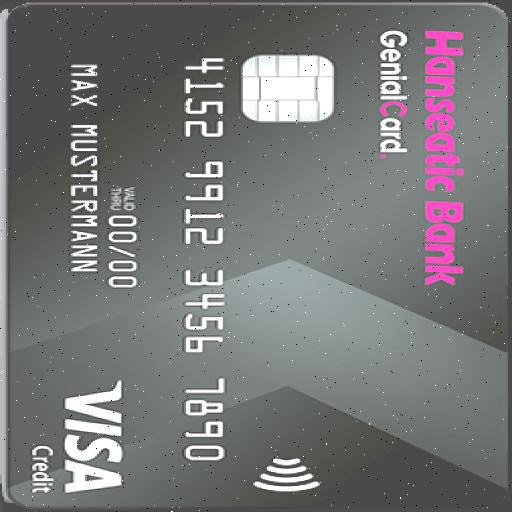 Hanseatic Bank
GenialCard.
4152 9912 3456 7890
VALID
THRU 00/00
MAX MUSTERMANN
VISA
Credit